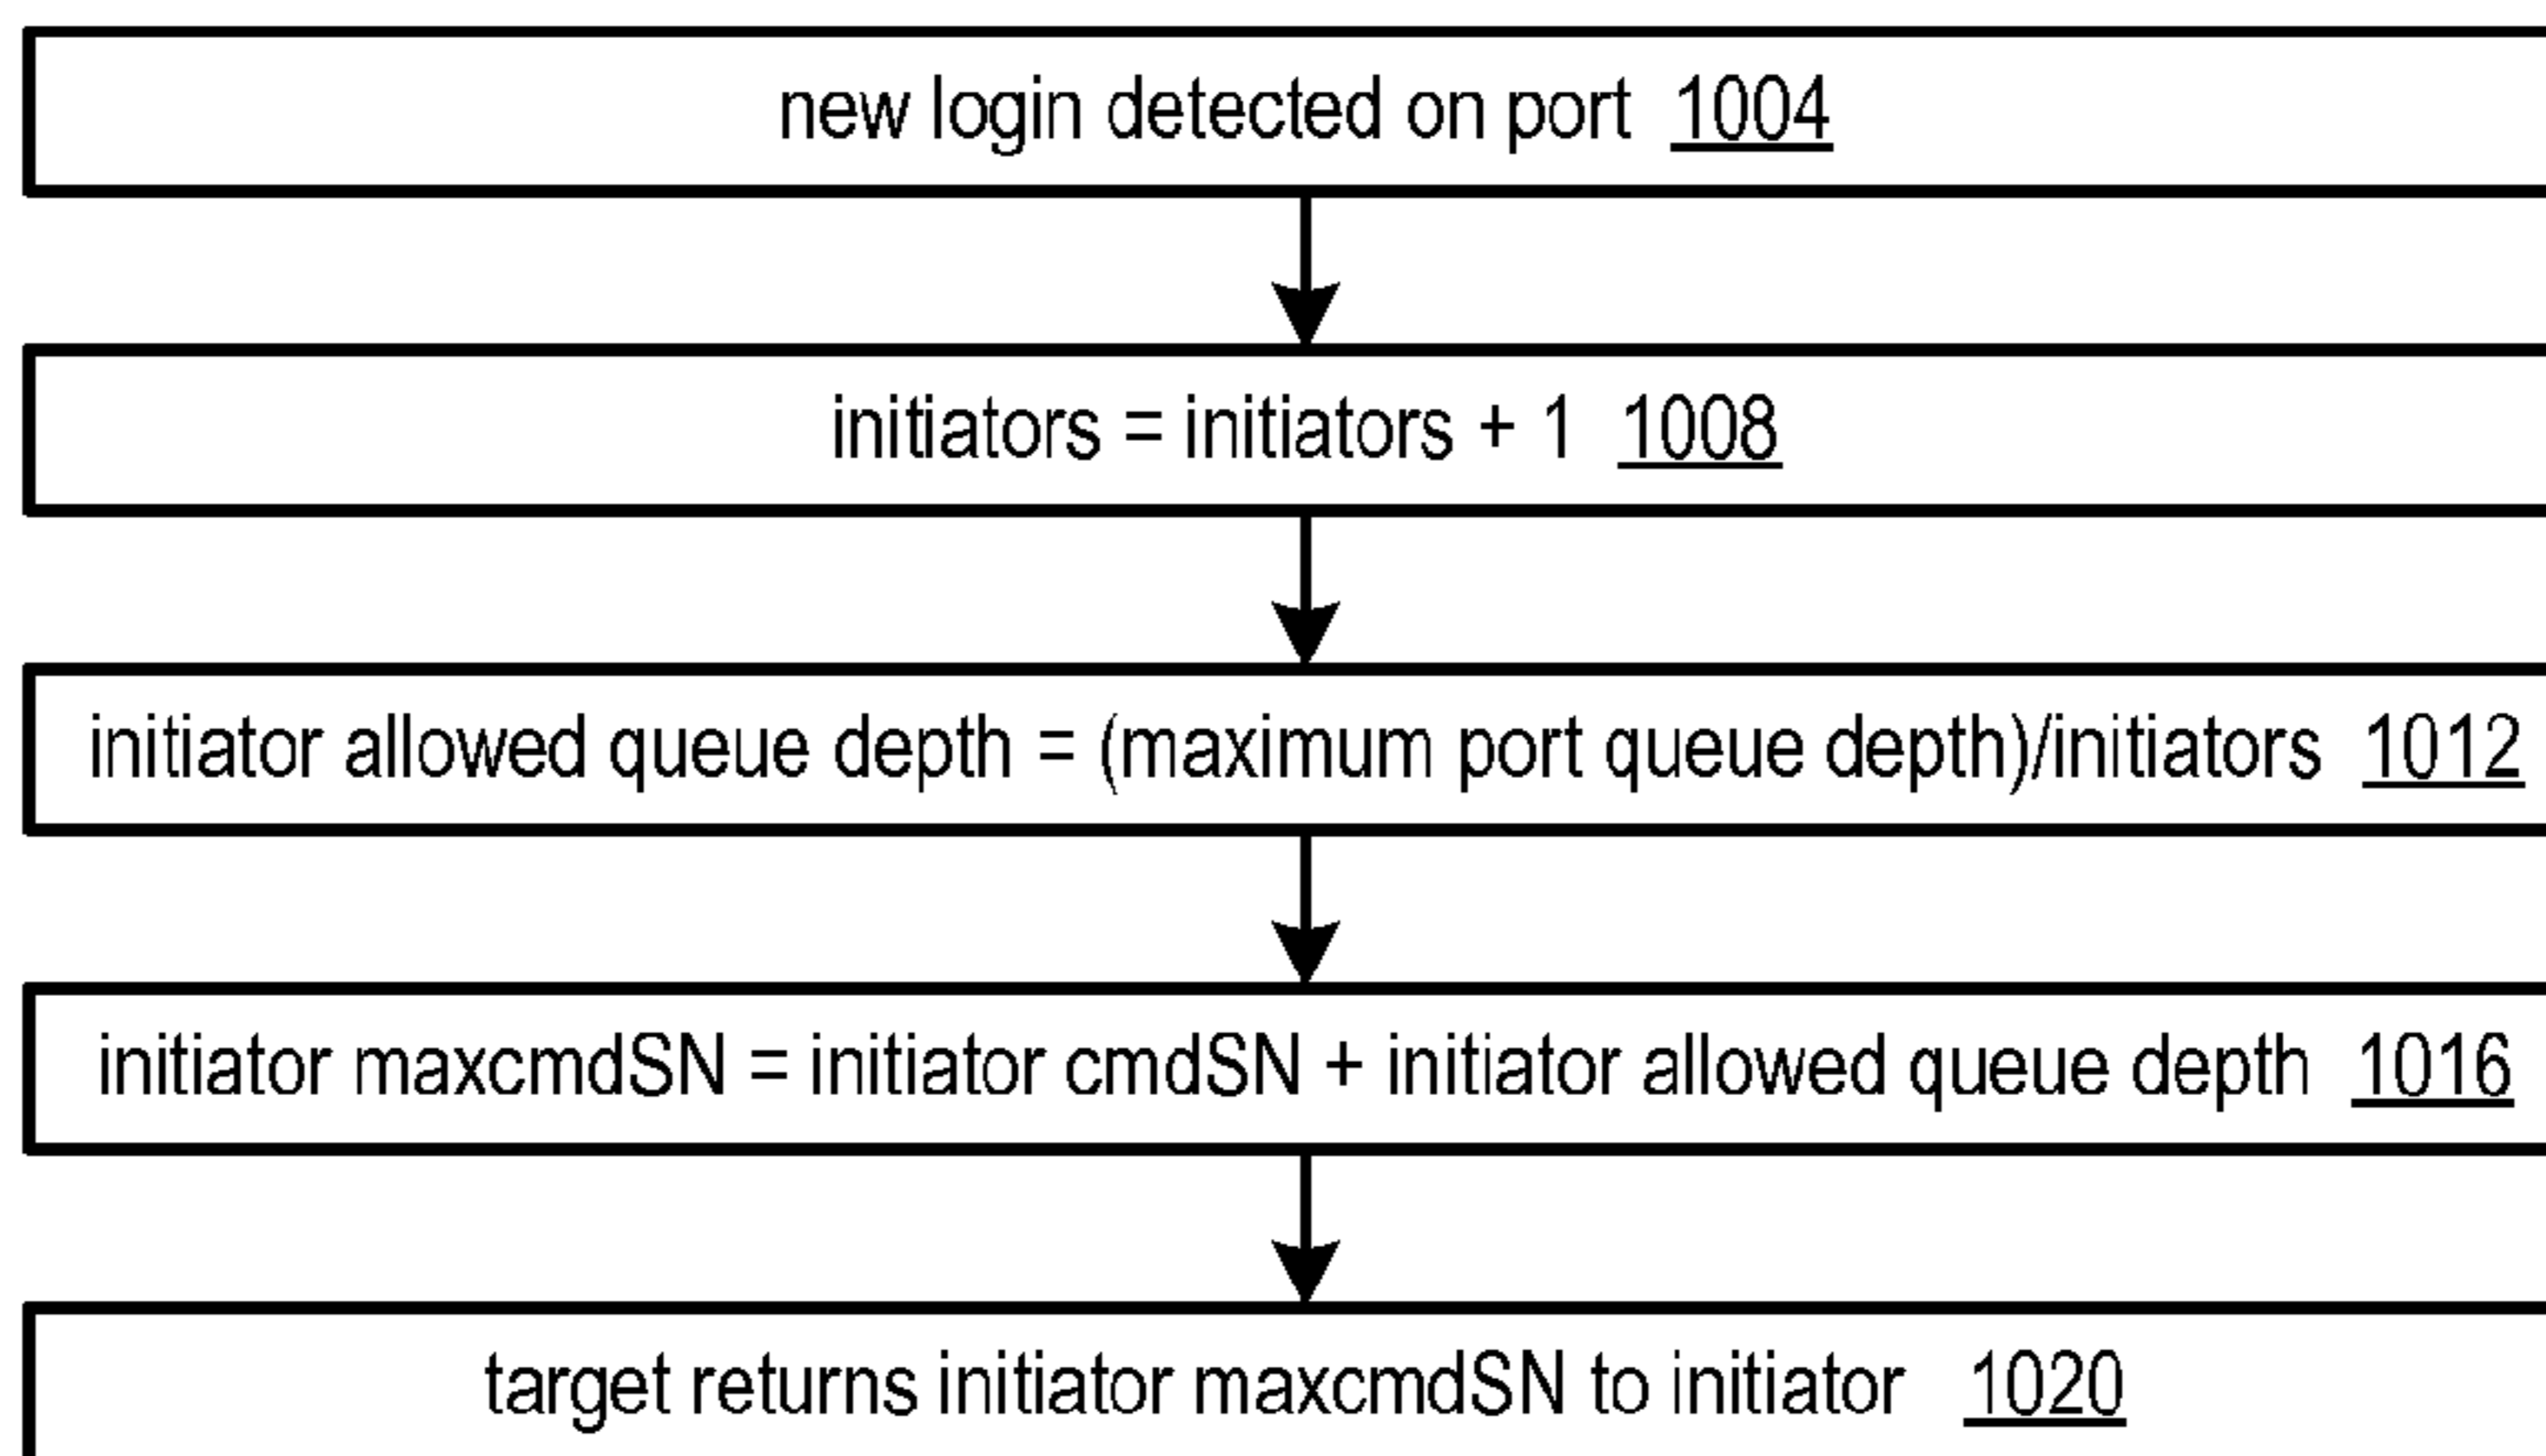 new login detected on port 1004
initiators = initiators + 1 1008
initiator allowed queue depth = (maximum port queue depth)/initiators 1012
initiator maxcmdSN = initiator cmdSN + initiator allowed queue depth 1016
target returns initiator maxcmdSN to initiator 1020